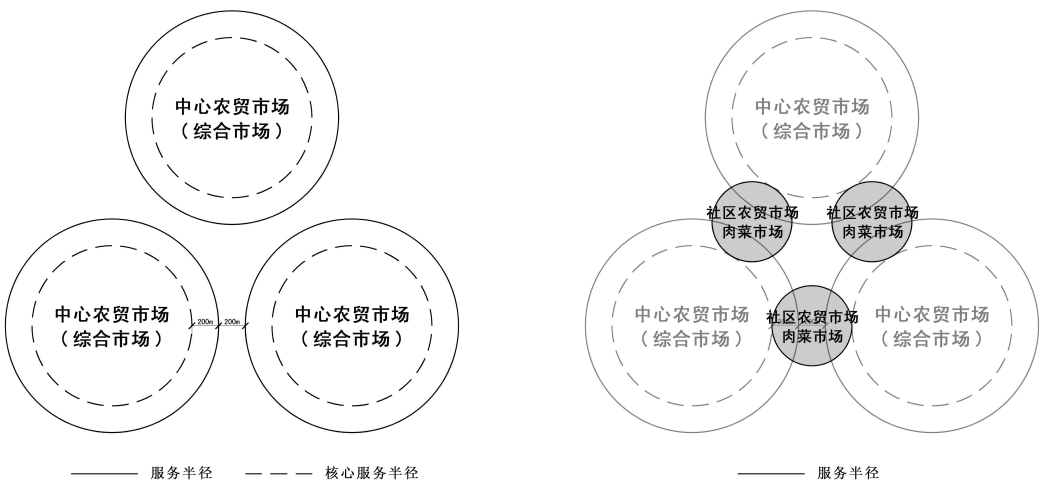 中心农贸市场
（综合市场）
中心农贸市场
（综合市场）
200m
200m
中心农贸市场
（综合市场）
服务半径
核心服务半径
中心农贸市场
（综合市场）
社区农贸市场
肉菜市场
社区农贸市场
肉菜市场
中心农贸市场
（综合市场）
社区农贸市场
肉菜市场
中心农贸市场
（综合市场）
服务半径